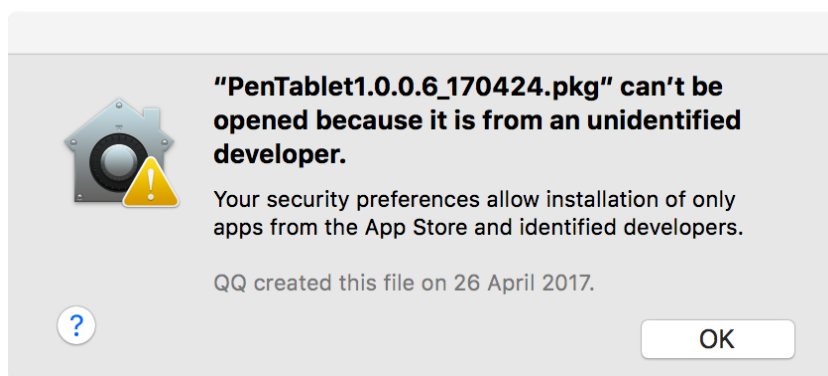 “PenTablet1.0.0.6_170424.pkg” can’t be
opened because it is from an unidentified
developer.
Your security preferences allow installation of only
apps from the App Store and identified developers.
QQ created this file on 26 April 2017.
?
OK